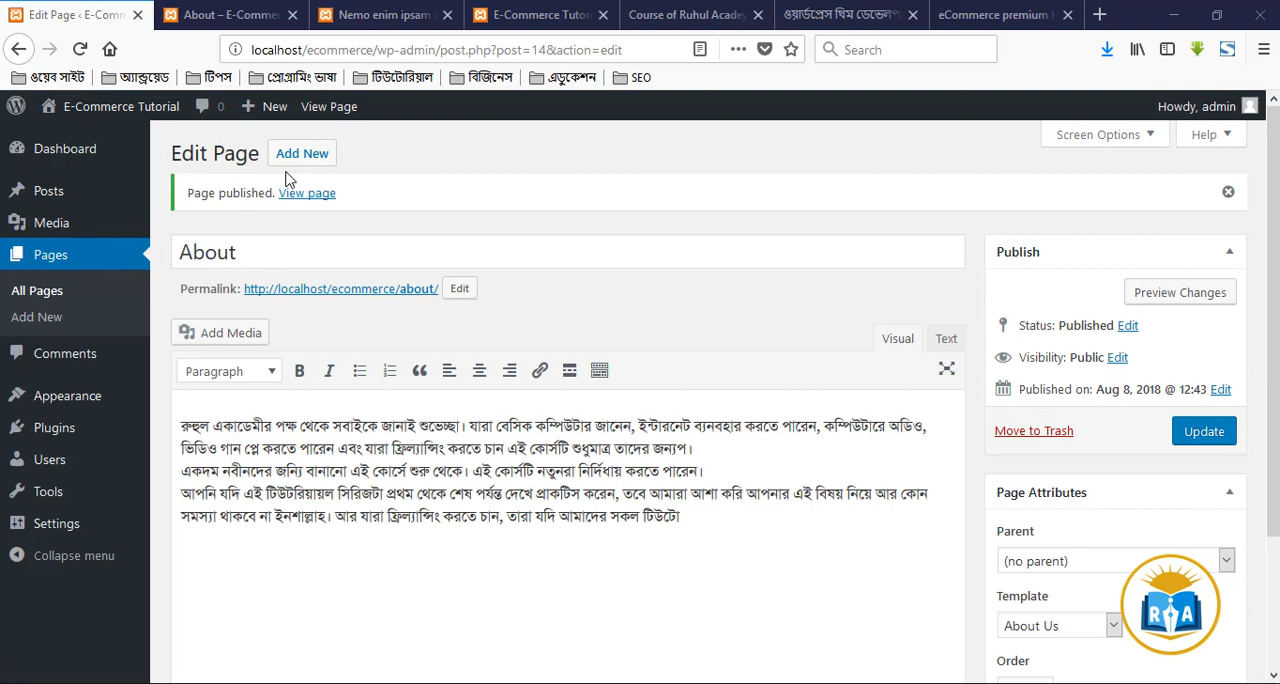 Edit Page ‹ E-Comm
About – E-Comme
Nemo enim ipsam v
E-Commerce Tutor
Course of Ruhul Acade
ওয়ার্ডপ্রেস থিম ডেভেলপ
eCommerce premium H
localhost/ecommerce/wp-admin/post.php?post=14&action=edit
Search
ওয়েব সাইট
অ্যান্ড্রয়েড
টিপস
প্রোগ্রামিং ভাষা
টিউটোরিয়াল
বিজিনেস
এডুকেশন
SEO
E-Commerce Tutorial
0
New
View Page
Howdy, admin
Screen Options
Help
Dashboard
Posts
Media
Pages
All Pages
Add New
Comments
Appearance
Plugins
Users
Tools
Settings
Collapse menu
Edit Page
Add New
Page published. View page
About
Permalink: http://localhost/ecommerce/about/ Edit
Add Media
Visual
Text
Paragraph
রুহুল একাডেমীর পক্ষ থেকে সবাইকে জানাই শুভেচ্ছা। যারা বেসিক কম্পিউটার জানেন, ইন্টারনেট ব্যনবহার করতে পারেন, কম্পিউটারে অডিও,
ভিডিও গান প্লে করতে পারেন এবং যারা ফ্রিল্যান্সিং করতে চান এই কোর্সটি শুধুমাত্র তাদের জন্যপ।
একদম নবীনদের জন্যি বানানো এই কোর্সে শুরু থেকে। এই কোর্সটি নতুনরা নির্দিধায় করতে পারেন।
আপনি যদি এই টিউটরিয়ায়ল সিরিজটা প্রথম থেকে শেষ পর্যন্ত দেখে প্রাকটিস করেন, তবে আমারা আশা করি আপনার এই বিষয় নিয়ে আর কোন
সমস্যা থাকবে না ইনশাল্লাহ। আর যারা ফ্রিল্যান্সিং করতে চান, তারা যদি আমাদের সকল টিউটো
Publish
Preview Changes
Status: Published Edit
Visibility: Public Edit
Published on: Aug 8, 2018 @ 12:43 Edit
Move to Trash
Update
Page Attributes
Parent
(no parent)
Template
About Us
Order
R A